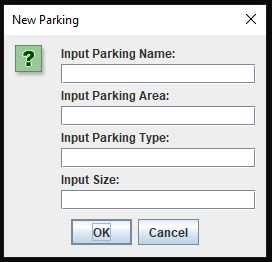 New Parking
?
Input Parking Name:
Input Parking Area:
Input Parking Type:
Input Size:
OK Cancel